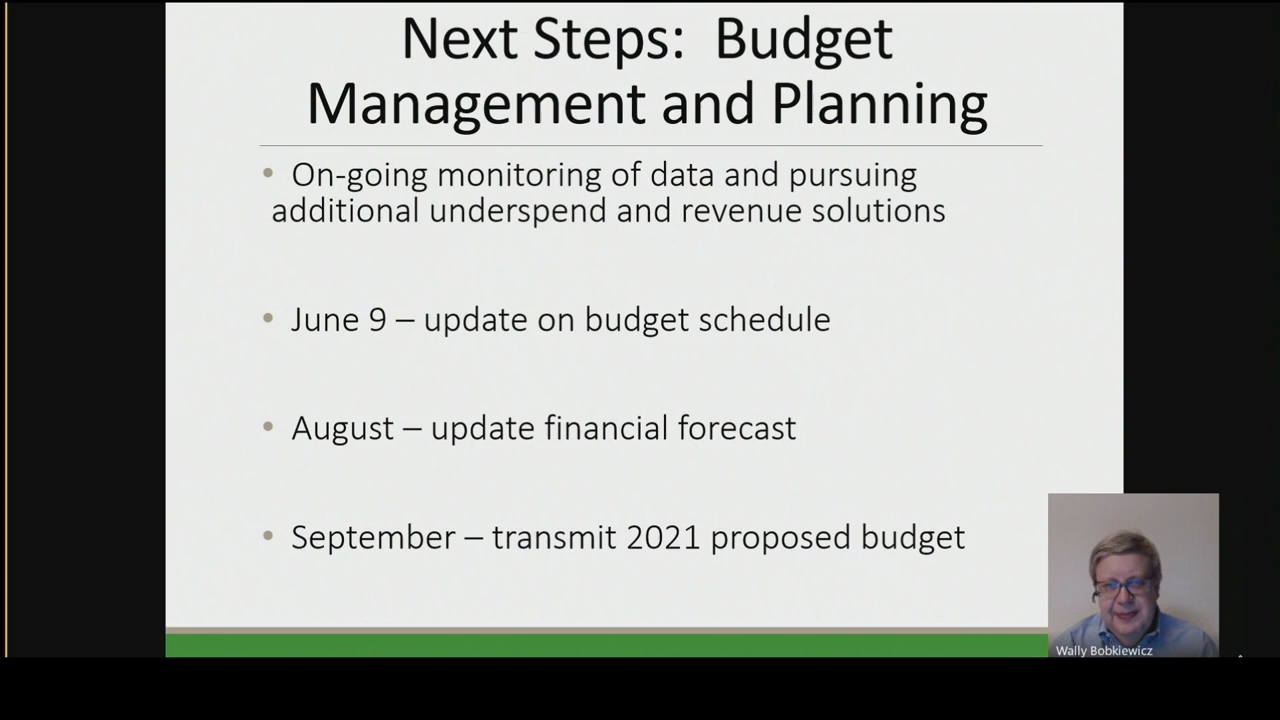 Next Steps:  Budget
Management and Planning
• On-going monitoring of data and pursuing
additional underspend and revenue solutions
• June 9 – update on budget schedule
• August – update financial forecast
• September – transmit 2021 proposed budget
Wally Bobkiewicz